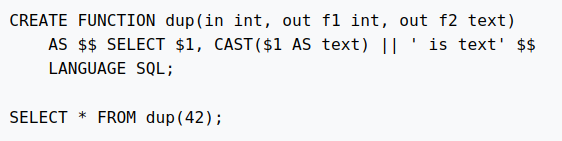 CREATE FUNCTION dup(in int, out f1 int, out f2 text)
    AS $$ SELECT $1, CAST($1 AS text) || ' is text' $$
    LANGUAGE SQL;

SELECT * FROM dup(42);